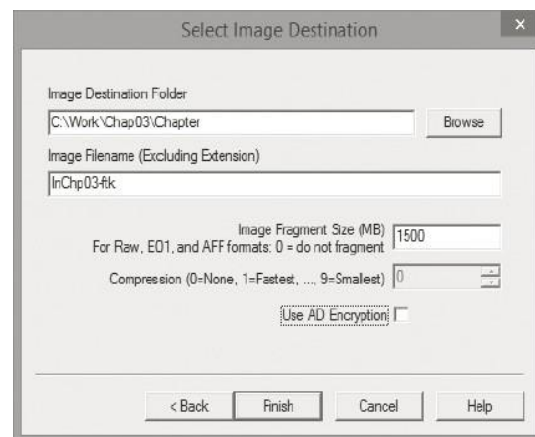 Select Image Destination
x
Image Destination Folder
C:\Work\Chap03\Chapter
Browse
Image Filename (Excluding Extension)
InChp03-ftk
Image Fragment Size (MB)
For Raw, E01, and AFF formats: 0 = do not fragment
1500
Compression (0=None, 1=Fastest, ..., 9=Smallest)
0
Use AD Encryption
< Back
Finish
Cancel
Help